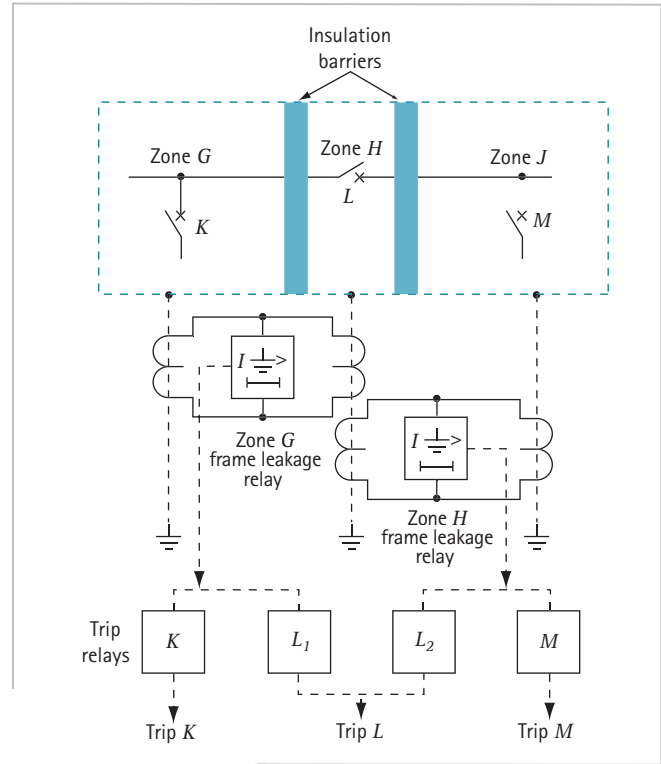 Insulation
barriers
Zone G
Zone H
Zone J
L
K
M
I >
Zone G
frame leakage
relay
I >
Zone H
frame leakage
relay
Trip
relays
K
L1
L2
M
Trip K
Trip L
Trip M